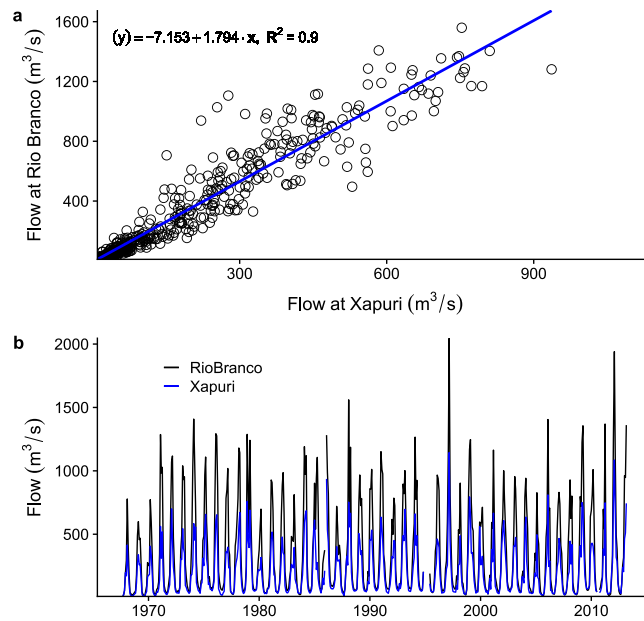 a
(y) = −7.153 + 1.794 · x, R² = 0.9
Flow at Rio Branco (m³/s)
1600
1200
800
400
300 600 900
Flow at Xapuri (m³/s)
b
RioBranco
Xapuri
Flow (m³/s)
2000
1500
1000
500
1970 1980 1990 2000 2010